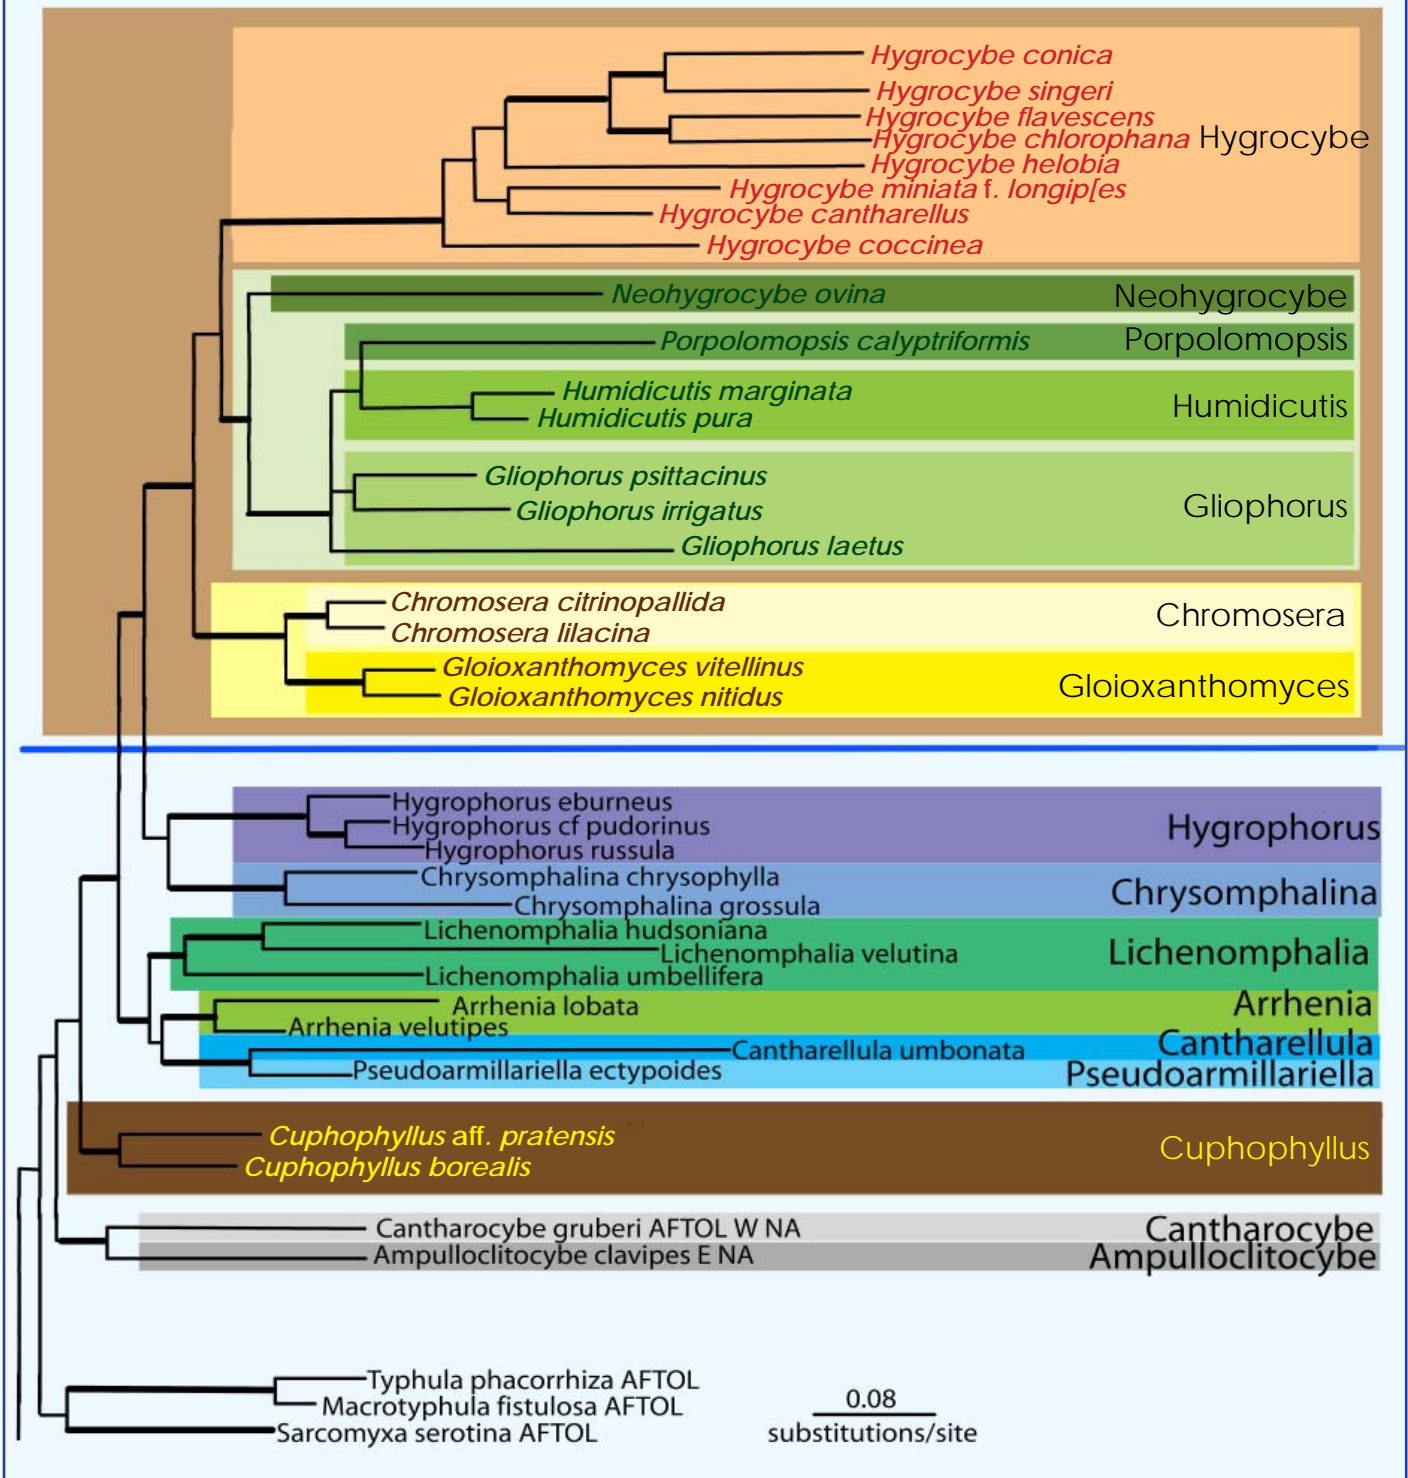 Hygrocybe conica
Hygrocybe singeri
Hygrocybe flavescens
Hygrocybe chlorophana Hygrocybe
Hygrocybe helobia
Hygrocybe miniata f. longip[es
Hygrocybe cantharellus
Hygrocybe coccinea
Neohygrocybe ovina Neohygrocybe
Porpolomopsis calyptriformis Porpolomopsis
Humidicutis marginata
Humidicutis
Humidicutis pura
Gliophorus psittacinus
Gliophorus
Gliophorus irrigatus
Gliophorus laetus
Chromosera citrinopallida
Chromosera
Chromosera lilacina
Gloioxanthomyces vitellinus
Gloioxanthomyces
Gloioxanthomyces nitidus
Hygrophorus eburneus
Hygrophorus cf pudorinus Hygrophorus
Hygrophorus russula
Chrysomphalina chrysophylla
Chrysomphalina
Chrysomphalina grossula
Lichenomphalia hudsoniana
Lichenomphalia velutina Lichenomphalia
Lichenomphalia umbellifera
Arrhenia lobata Arrhenia
Arrhenia velutipes
Cantharellula umbonata Cantharellula
Pseudoarmillariella ectypoides Pseudoarmillariella
Cuphophyllus aff. pratensis
Cuphophyllus
Cuphophyllus borealis
Cantharocybe gruberi AFTOL W NA Cantharocybe
Ampulloclitocybe clavipes E NA Ampulloclitocybe
Typhula phacorrhiza AFTOL
Macrotyphula fistulosa AFTOL
Sarcomyxa serotina AFTOL
0.08
substitutions/site